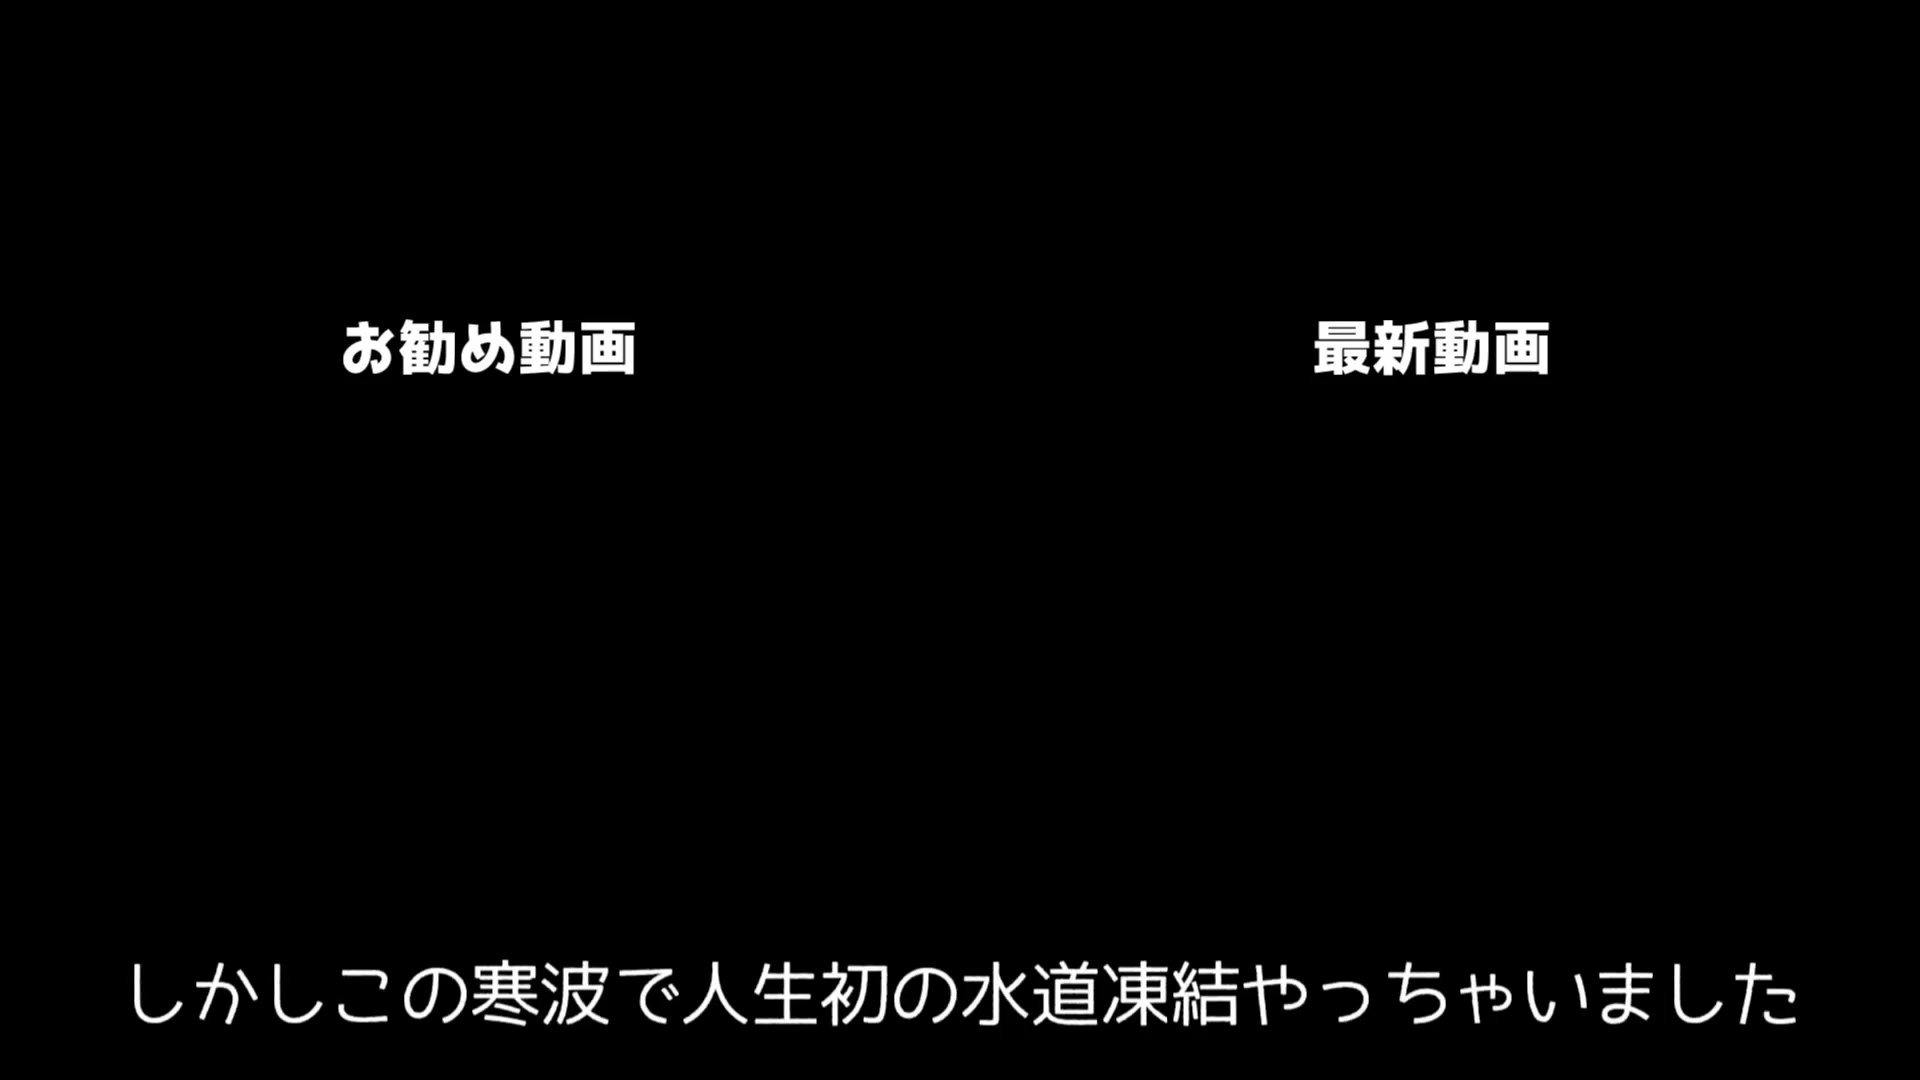 お勧め動画
最新動画
しかしこの寒波で人生初の水道凍結やっちゃいました